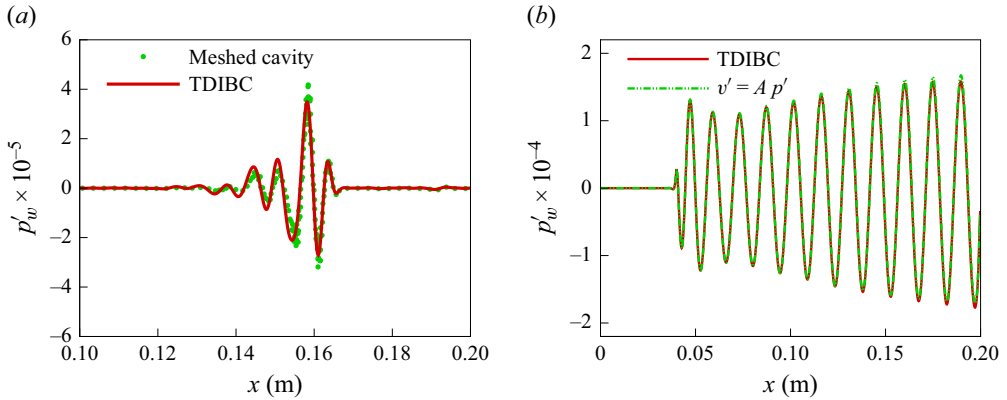 (a)
6
4
2
0
−2
−4
−6
p′w × 10−5
Meshed cavity
TDIBC
0.10 0.12 0.14 0.16 0.18 0.20
x (m)
(b)
2
1
0
−1
−2
p′w × 10−4
TDIBC
v′ = A p′
0 0.05 0.10 0.15 0.20
x (m)